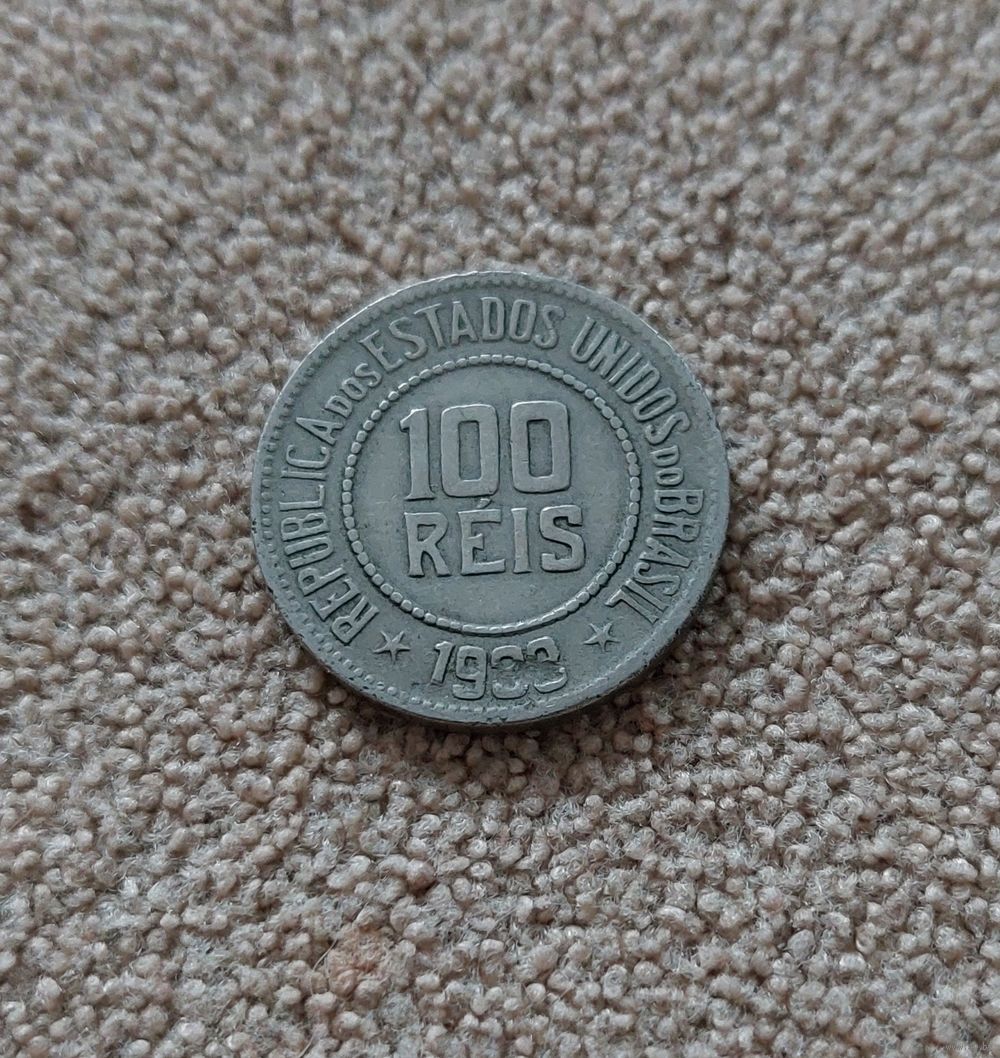 REPUBLICA DOS ESTADOS UNIDOS DO BRASIL
100
RÉIS
1933